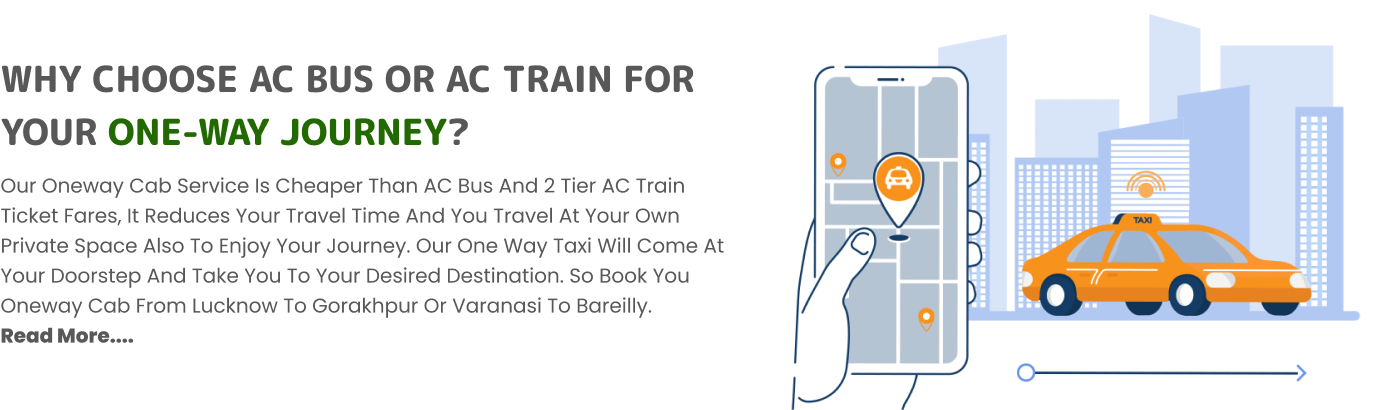 WHY CHOOSE AC BUS OR AC TRAIN FOR
YOUR ONE-WAY JOURNEY?
Our Oneway Cab Service Is Cheaper Than AC Bus And 2 Tier AC Train
Ticket Fares, It Reduces Your Travel Time And You Travel At Your Own
Private Space Also To Enjoy Your Journey. Our One Way Taxi Will Come At
Your Doorstep And Take You To Your Desired Destination. So Book You
Oneway Cab From Lucknow To Gorakhpur Or Varanasi To Bareilly.
Read More....
TAXI